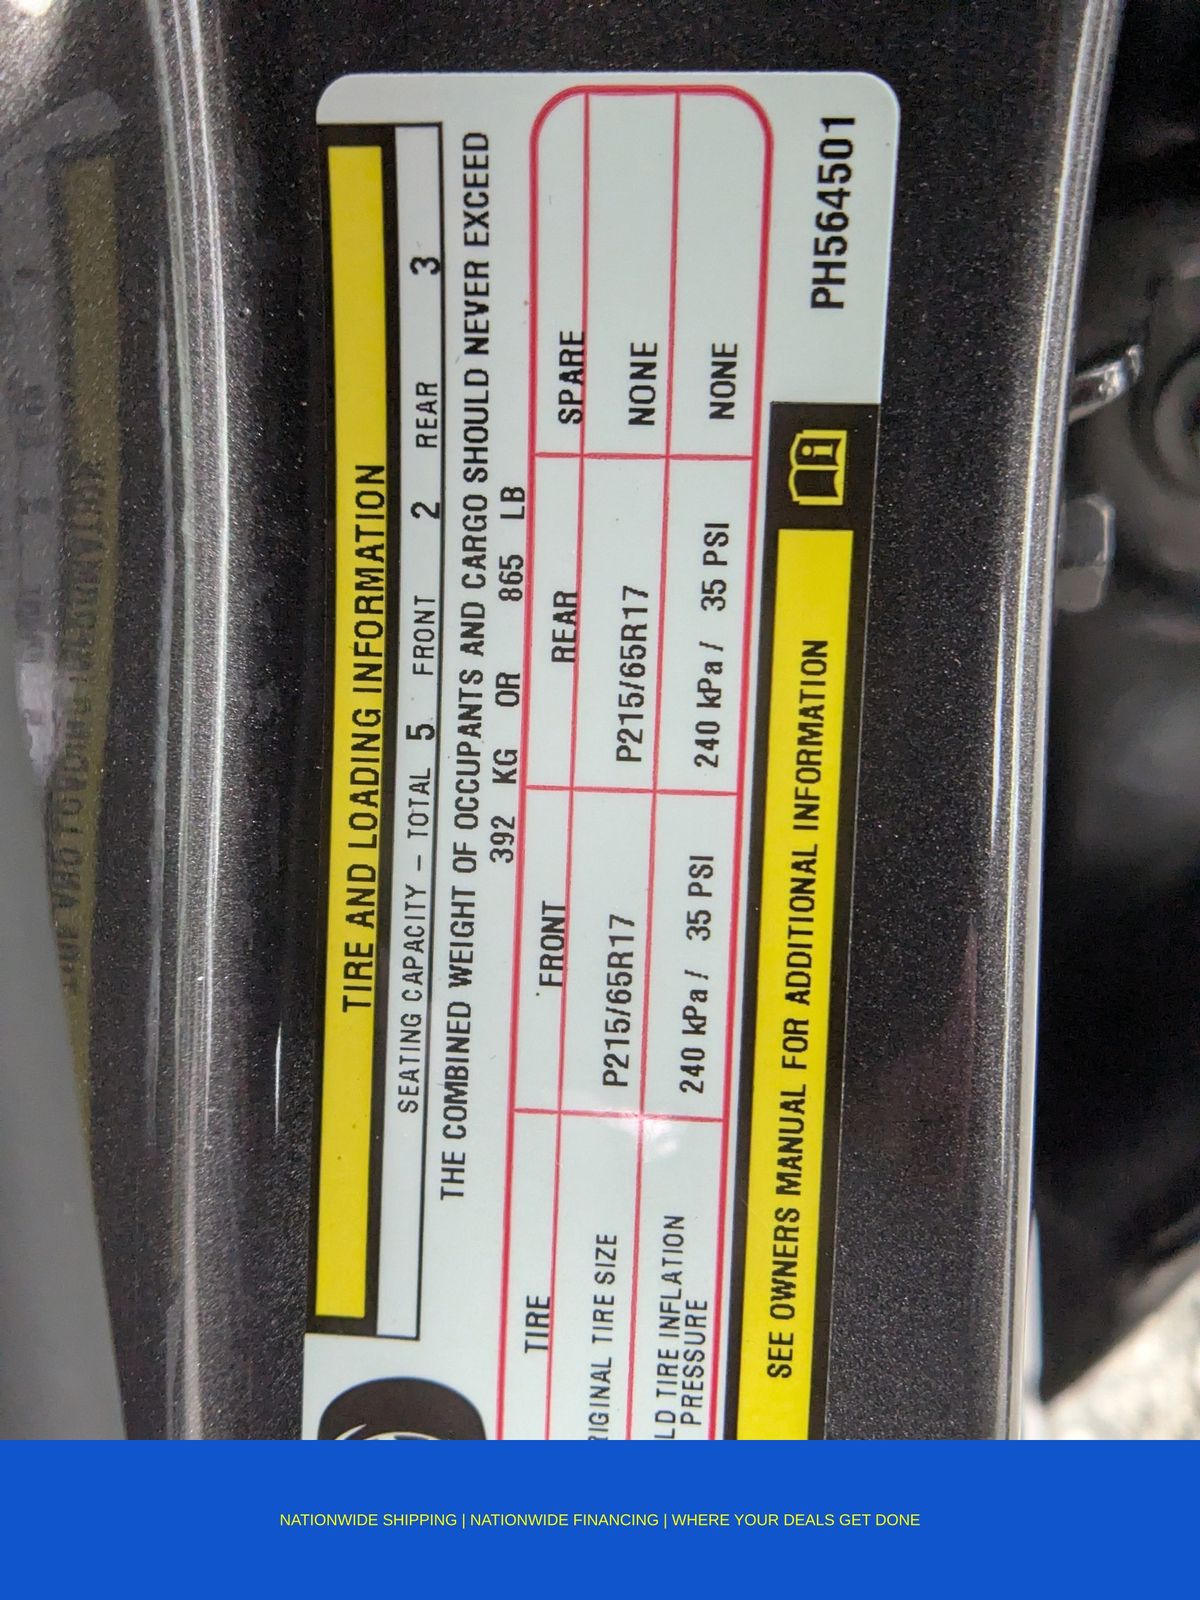 TIRE AND LOADING INFORMATION
SEATING CAPACITY – TOTAL 5 FRONT 2 REAR 3
THE COMBINED WEIGHT OF OCCUPANTS AND CARGO SHOULD NEVER EXCEED
392 KG OR 865 LB
TIRE FRONT REAR SPARE
RIGINAL TIRE SIZE P215/65R17 P215/65R17 NONE
LD TIRE INFLATION
PRESSURE 240 kPa / 35 PSI 240 kPa / 35 PSI NONE
SEE OWNERS MANUAL FOR ADDITIONAL INFORMATION
PH564501
NATIONWIDE SHIPPING | NATIONWIDE FINANCING | WHERE YOUR DEALS GET DONE